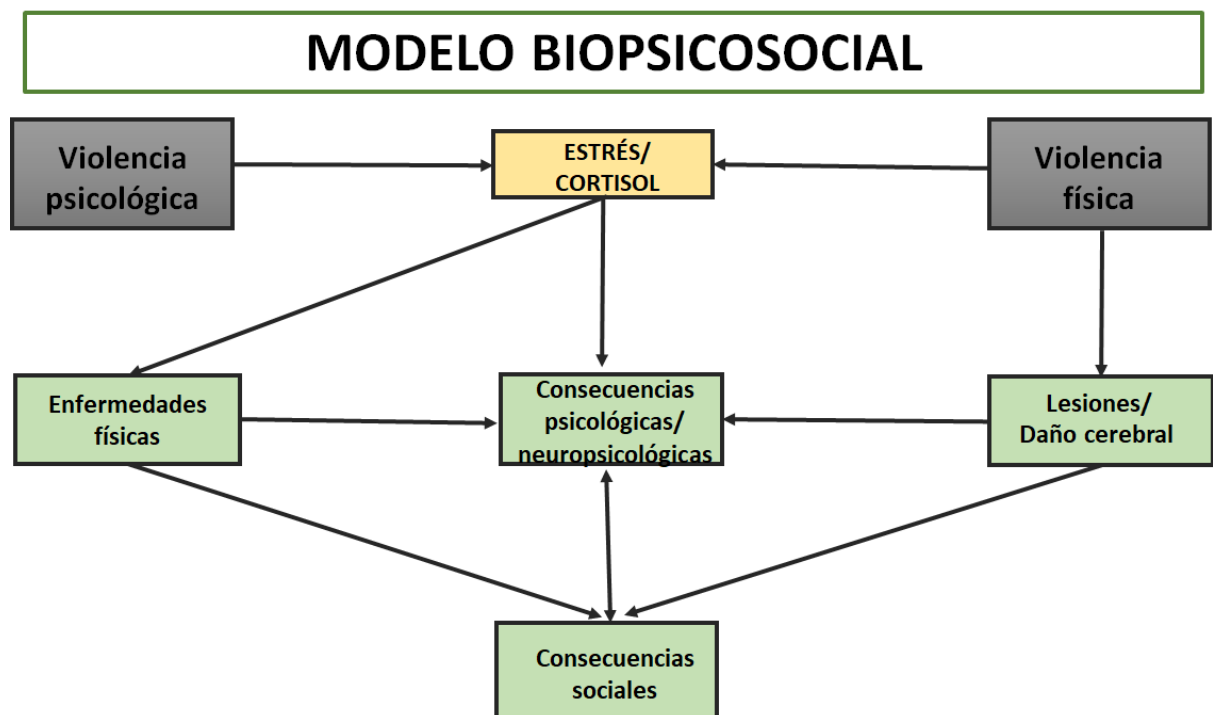 MODELO BIOPSICOSOCIAL
Violencia
psicológica
ESTRÉS/
CORTISOL
Violencia
física
Enfermedades
físicas
Consecuencias
psicológicas/
neuropsicológicas
Lesiones/
Daño cerebral
Consecuencias
sociales